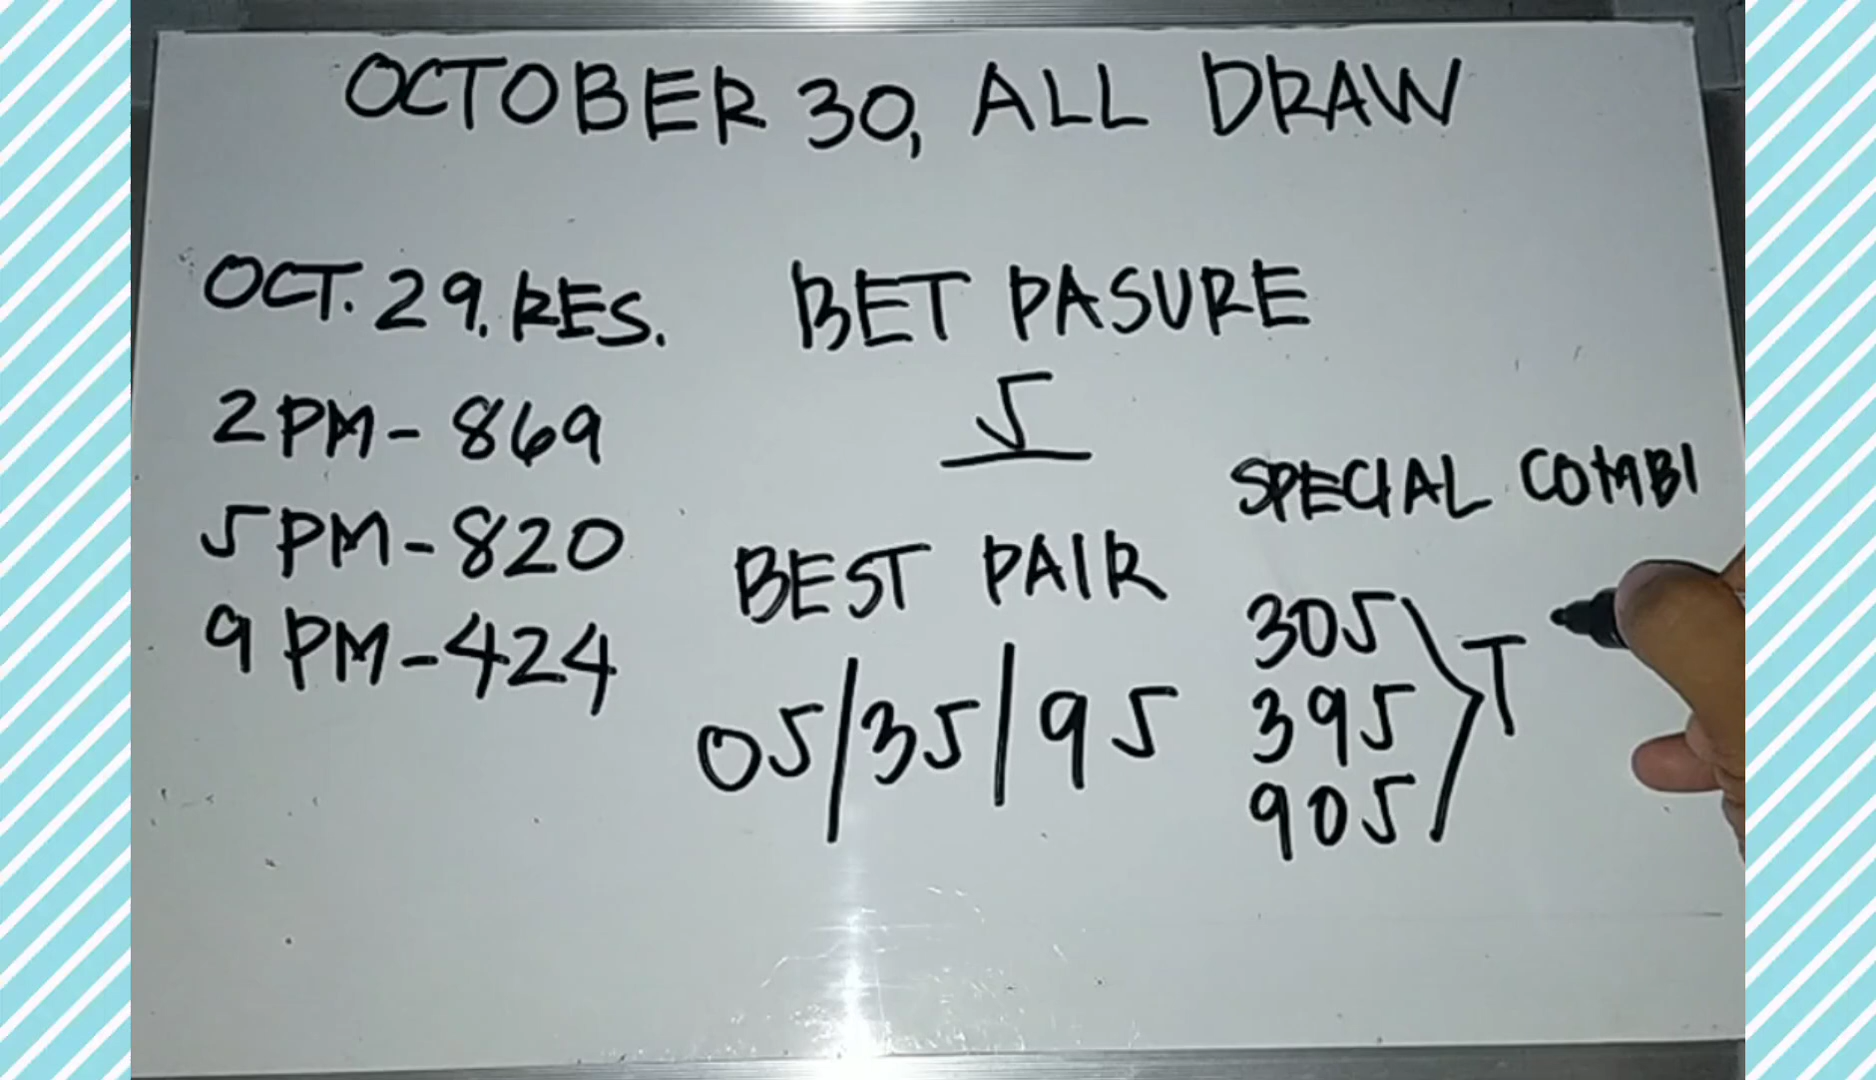 OCTOBER 30, ALL DRAW
OCT. 29. RES.
2PM - 869
5PM - 820
9PM - 424
BET PASURE
5
BEST PAIR
05/35/95
SPECIAL COMBI
305
395
905
T